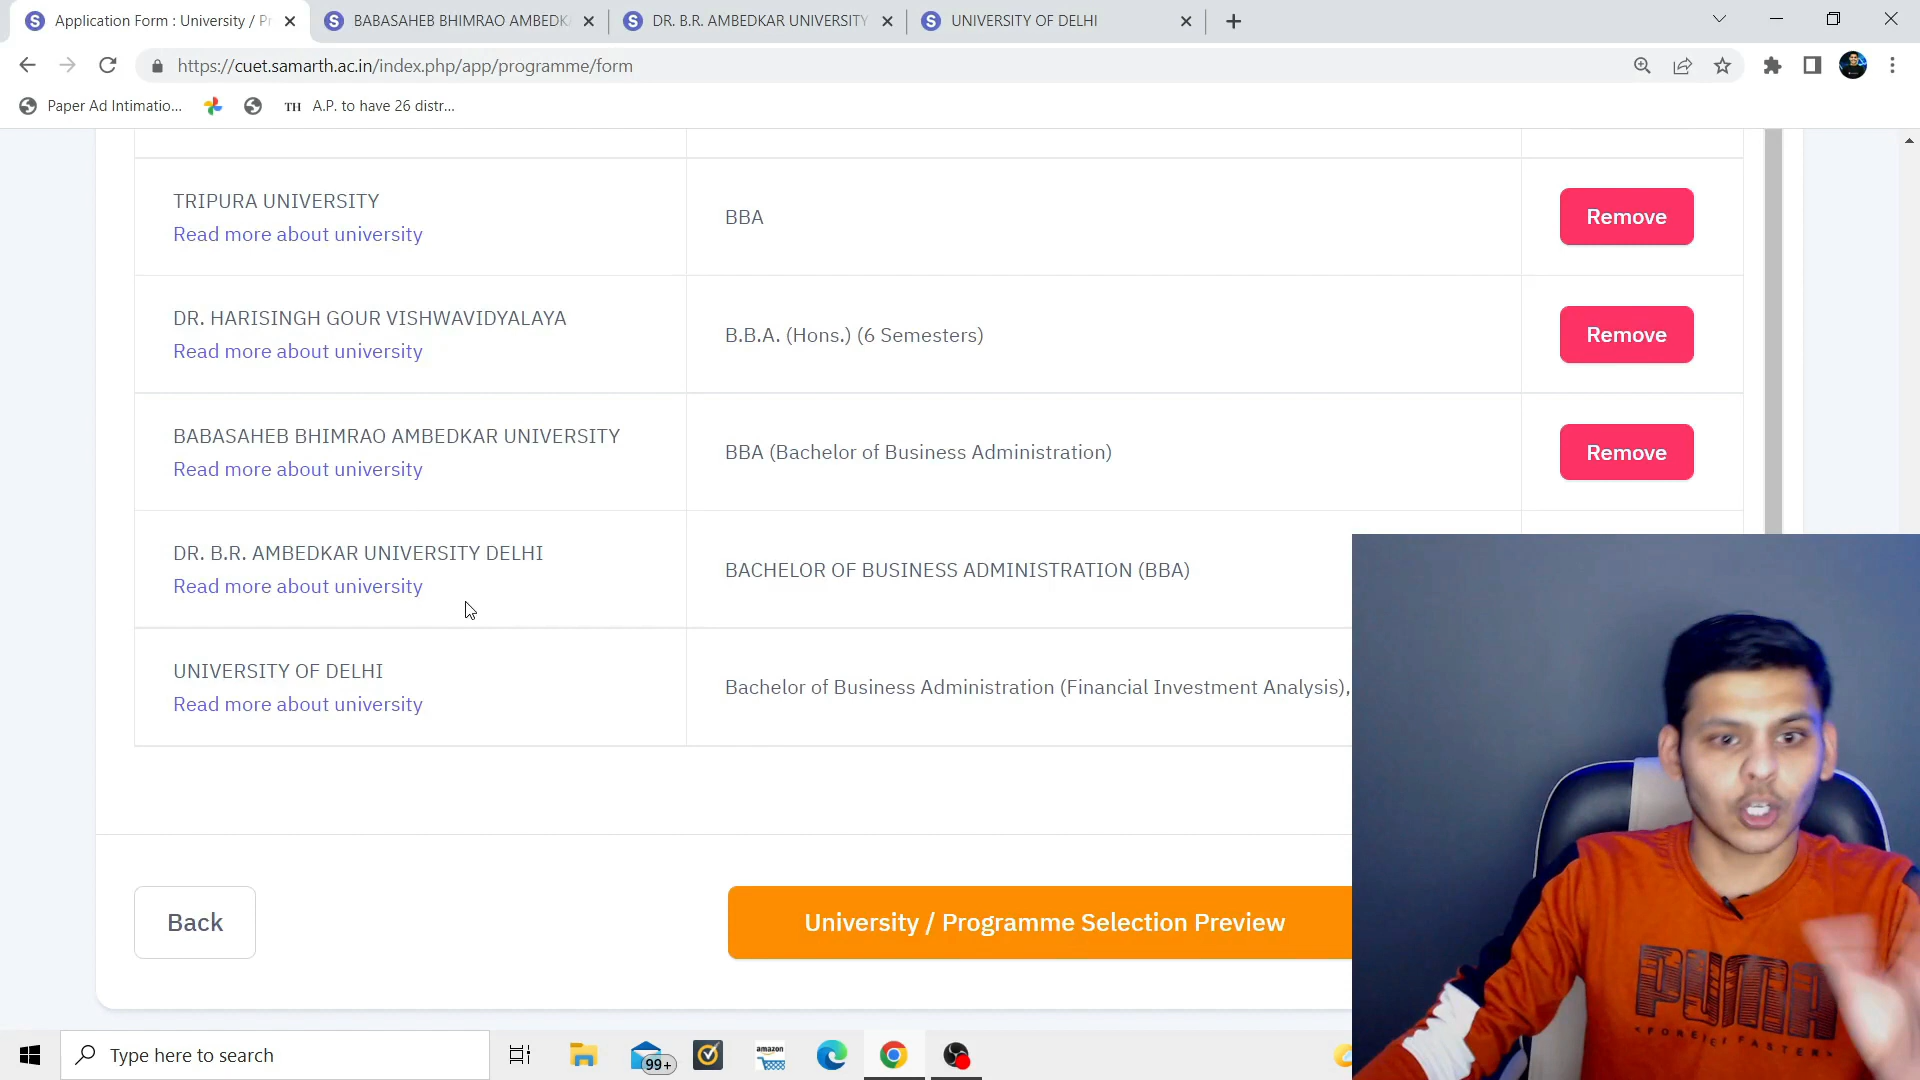 Application Form : University / Pr
BABASAHEB BHIMRAO AMBEDK
DR. B.R. AMBEDKAR UNIVERSITY
UNIVERSITY OF DELHI
https://cuet.samarth.ac.in/index.php/app/programme/form
Paper Ad Intimatio...
TH A.P. to have 26 distr...
TRIPURA UNIVERSITY
Read more about university
BBA
Remove
DR. HARISINGH GOUR VISHWAVIDYALAYA
Read more about university
B.B.A. (Hons.) (6 Semesters)
Remove
BABASAHEB BHIMRAO AMBEDKAR UNIVERSITY
Read more about university
BBA (Bachelor of Business Administration)
Remove
DR. B.R. AMBEDKAR UNIVERSITY DELHI
Read more about university
BACHELOR OF BUSINESS ADMINISTRATION (BBA)
UNIVERSITY OF DELHI
Read more about university
Bachelor of Business Administration (Financial Investment Analysis),
Back
University / Programme Selection Preview
PUMA
Type here to search
99+
amazon